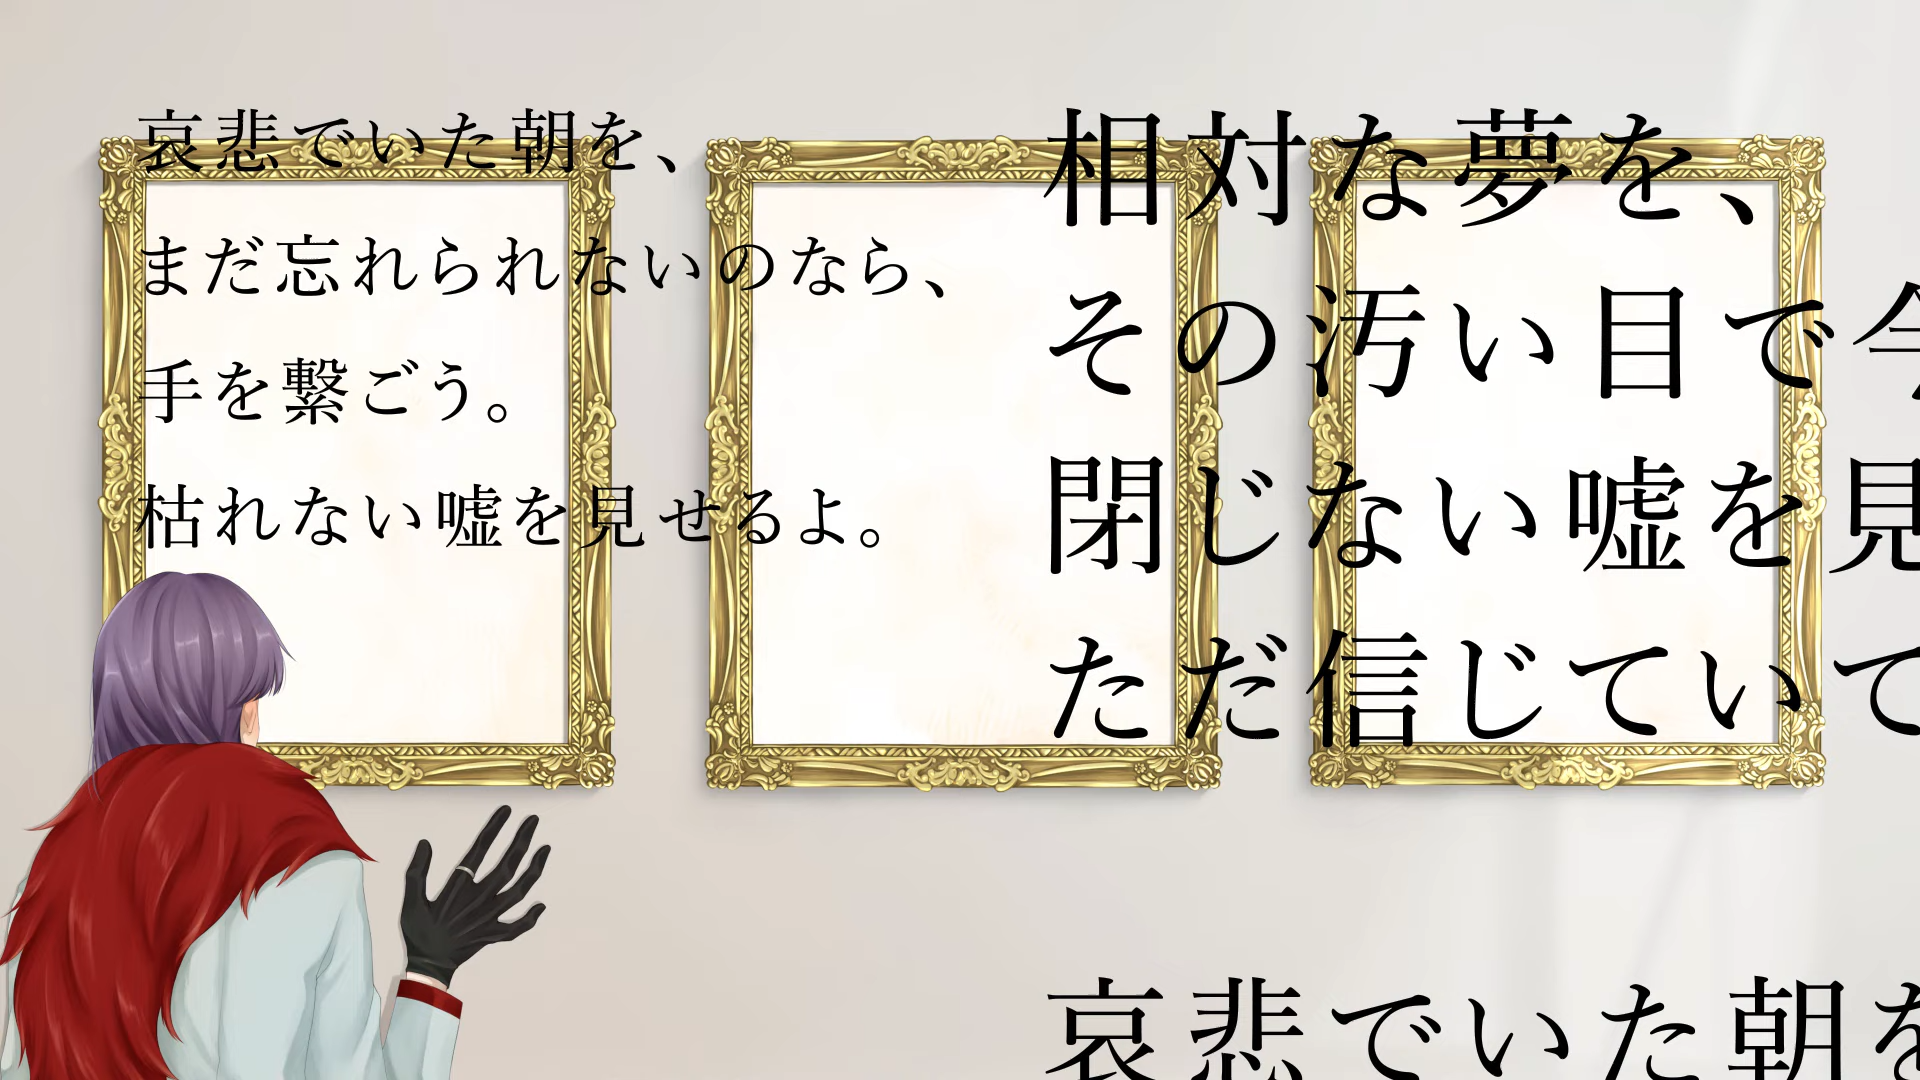 哀悲でいた朝を、
まだ忘れられないのなら、
手を繋ごう。
枯れない嘘を見せるよ。
相対な夢を、
その汚い目で今
閉じない嘘を見
ただ信じていて
哀悲でいた朝を